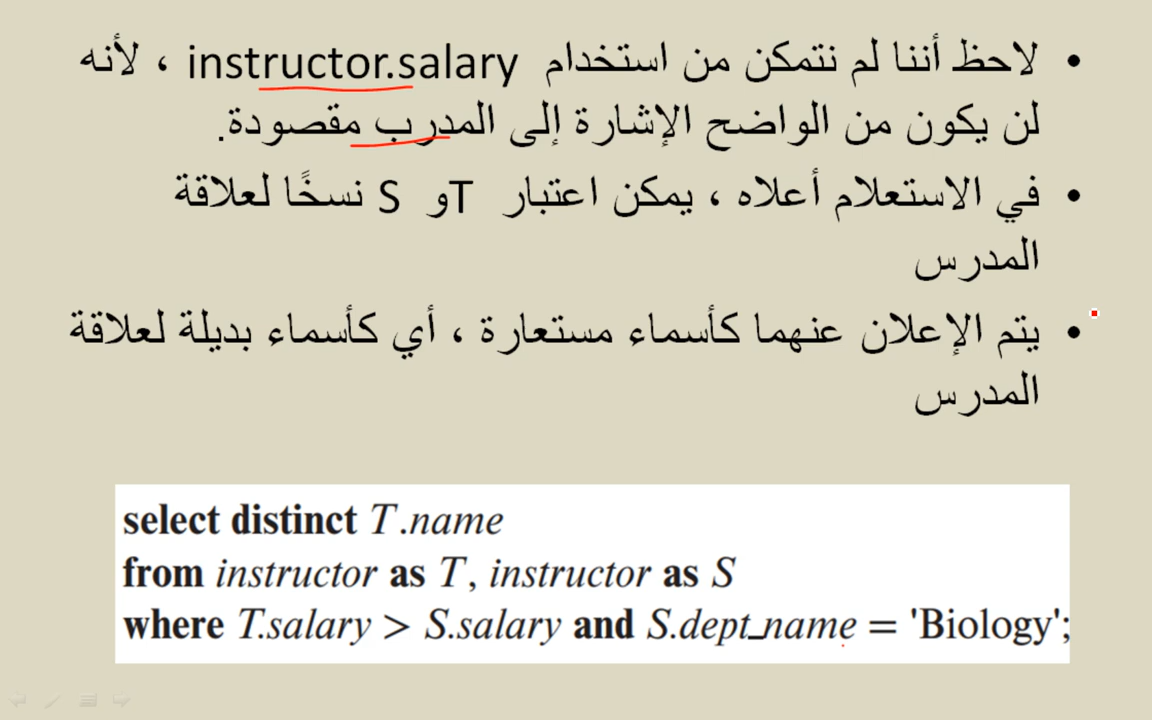 • لاحظ أننا لم نتمكن من استخدام instructor.salary ، لأنه
لن يكون من الواضح الإشارة إلى المدرب مقصودة.
• في الاستعلام أعلاه ، يمكن اعتبار T و S نسخًا لعلاقة
المدرس
• يتم الإعلان عنهما كأسماء مستعارة ، أي كأسماء بديلة لعلاقة
المدرس
select distinct T.name
from instructor as T, instructor as S
where T.salary > S.salary and S.dept_name = 'Biology';